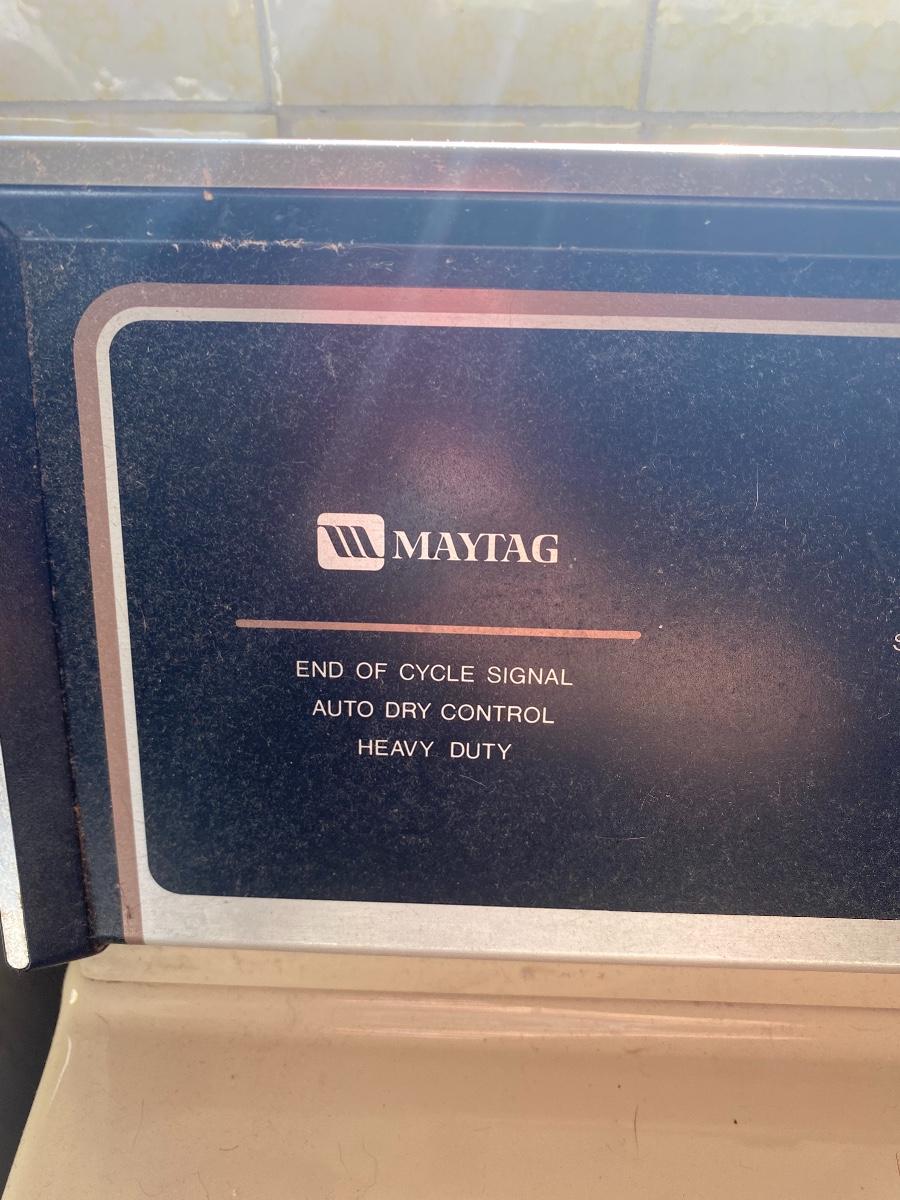 MAYTAG
END OF CYCLE SIGNAL
AUTO DRY CONTROL
HEAVY DUTY